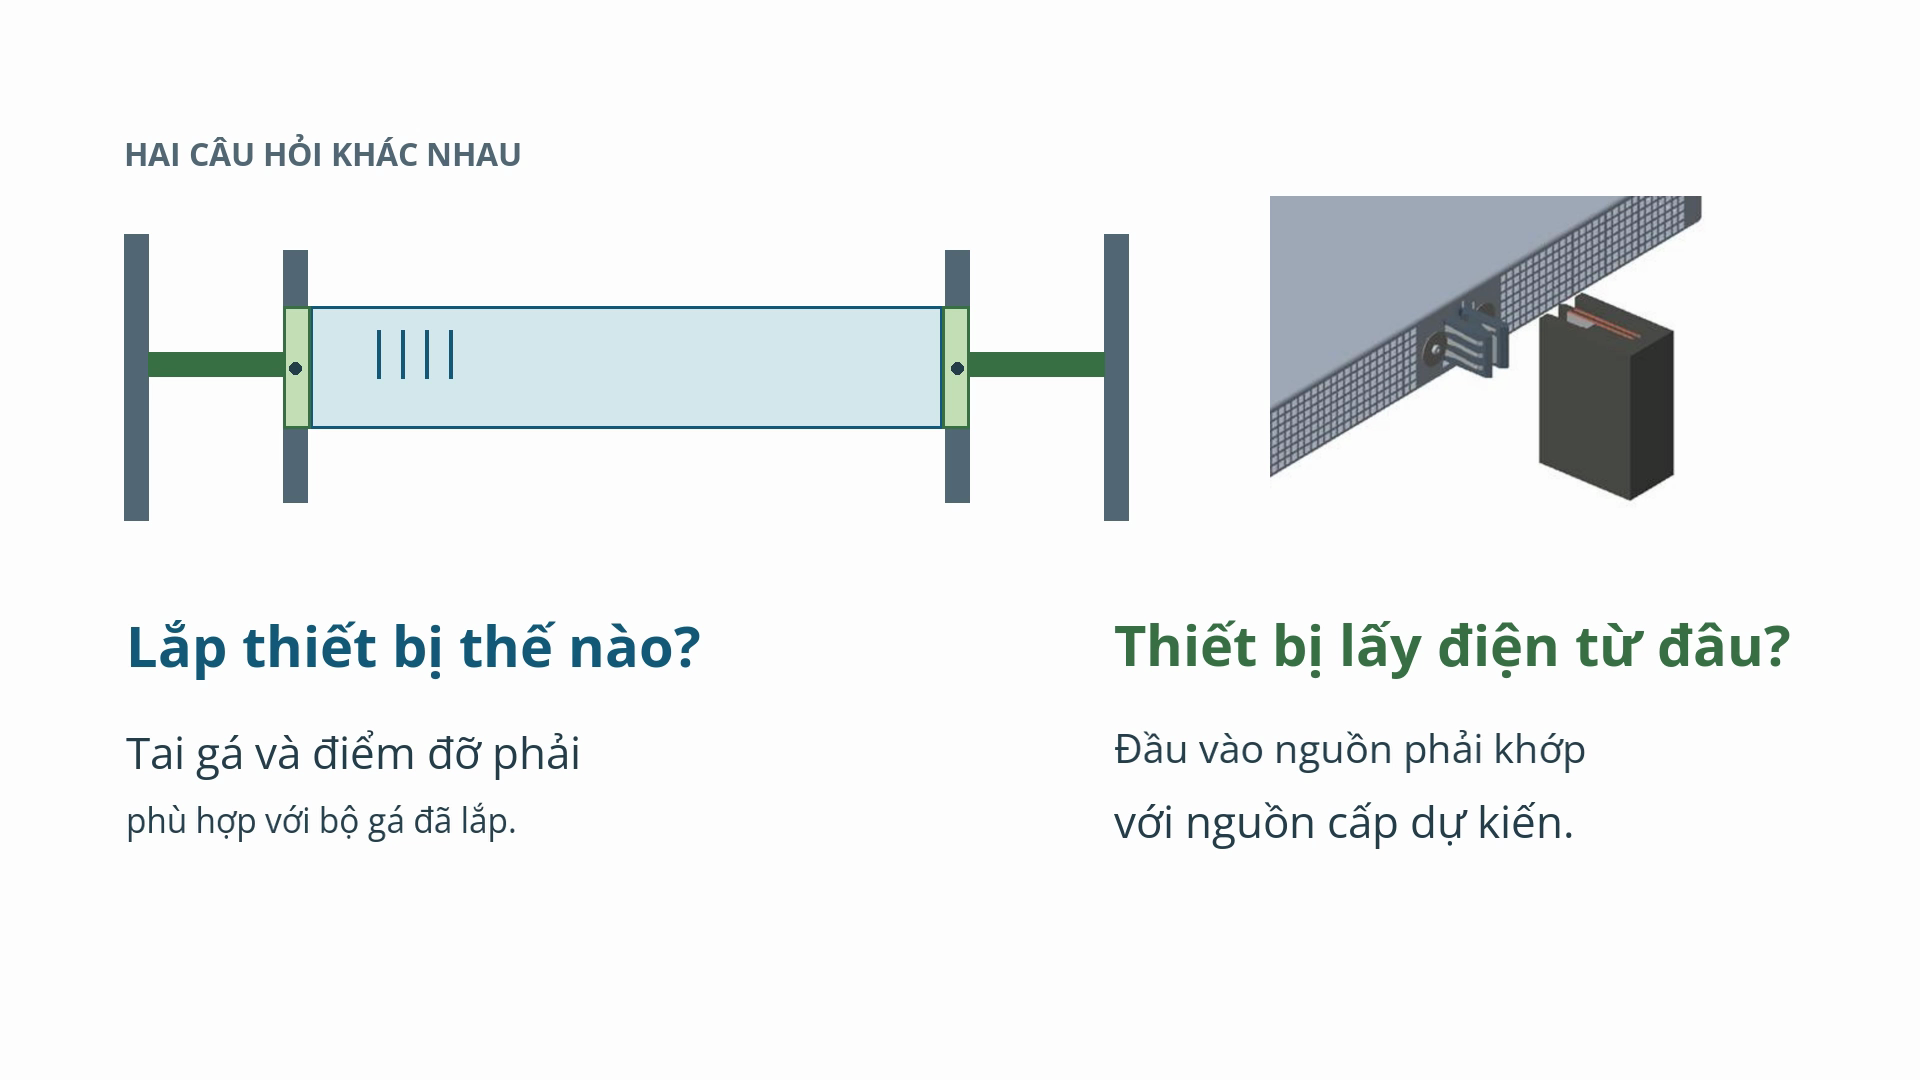 HAI CÂU HỎI KHÁC NHAU
Lắp thiết bị thế nào?
Tai gá và điểm đỡ phải
phù hợp với bộ gá đã lắp.
Thiết bị lấy điện từ đâu?
Đầu vào nguồn phải khớp
với nguồn cấp dự kiến.